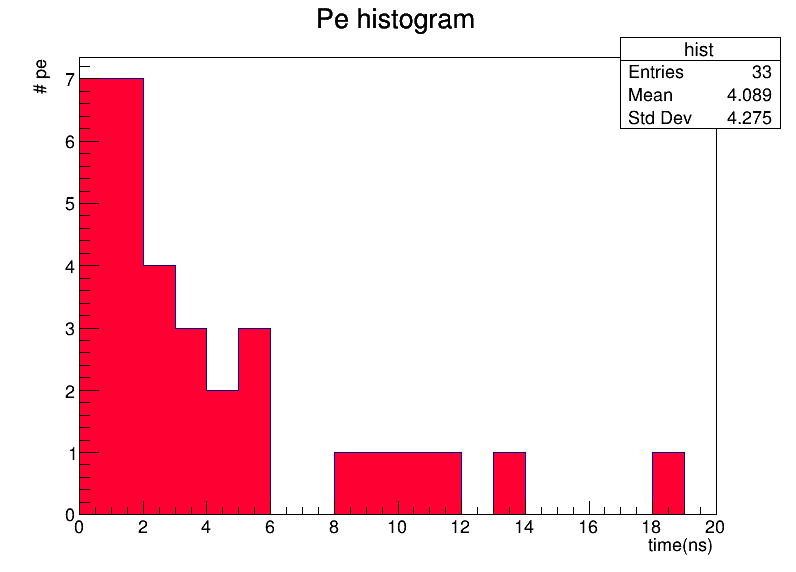 Pe histogram
hist
Entries 33
Mean 4.089
Std Dev 4.275
# pe
7
6
5
4
3
2
1
0
0 2 4 6 8 10 12 14 16 18 20
time(ns)